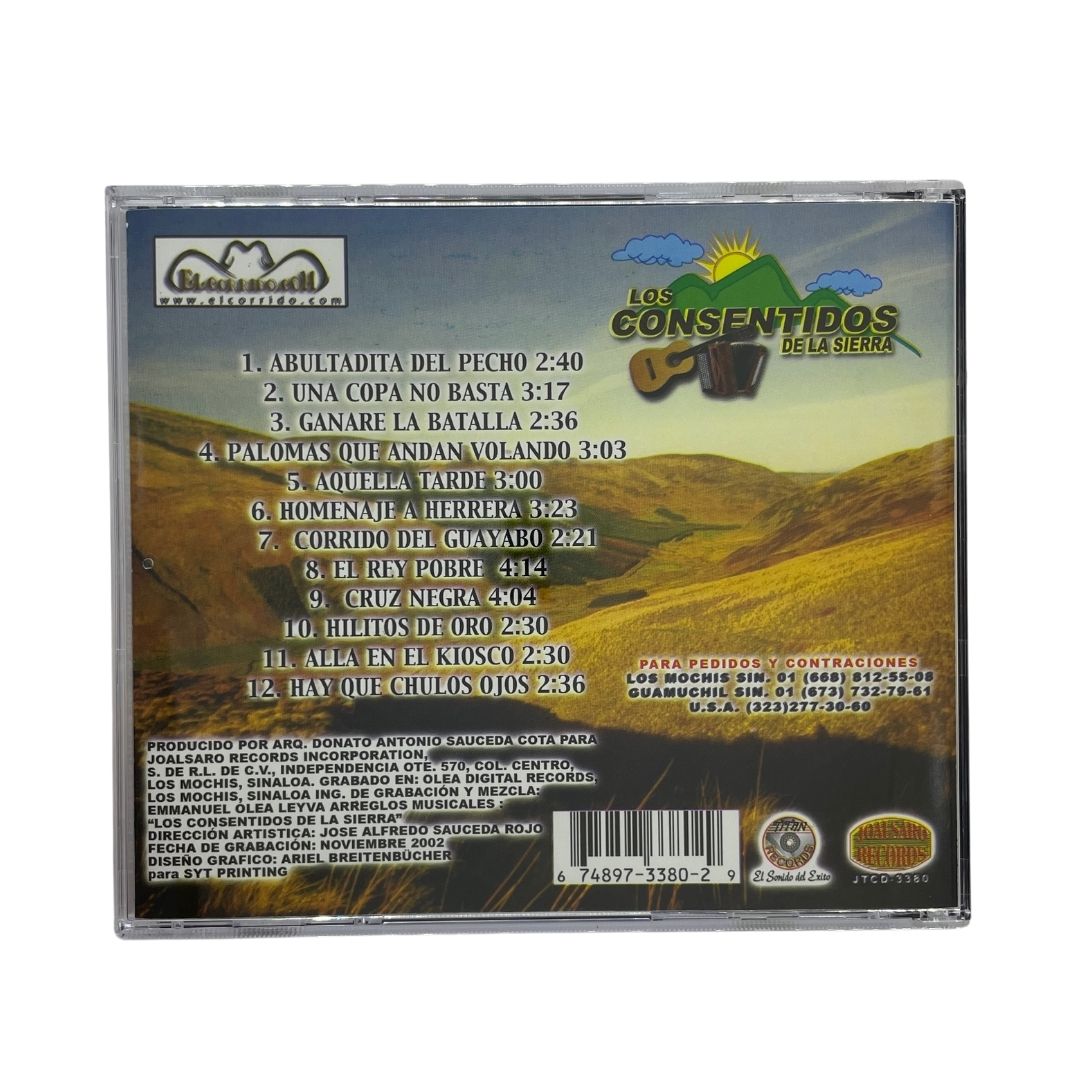 ELCORRIDO.COM
www.elcorrido.com
LOS
CONSENTIDOS
DE LA SIERRA
1. ABULTADITA DEL PECHO 2:40
2. UNA COPA NO BASTA 3:17
3. GANARE LA BATALLA 2:36
4. PALOMAS QUE ANDAN VOLANDO 3:03
5. AQUELLA TARDE 3:00
6. HOMENAJE A HERRERA 3:23
7. CORRIDO DEL GUAYABO 2:21
8. EL REY POBRE 4:14
9. CRUZ NEGRA 4:04
10. HILITOS DE ORO 2:30
11. ALLA EN EL KIOSCO 2:30
12. HAY QUE CHULOS OJOS 2:36
PARA PEDIDOS Y CONTRACIONES
LOS MOCHIS SIN. 01 (668) 812-55-08
GUAMUCHIL SIN. 01 (673) 732-79-61
U.S.A. (323)277-30-60
PRODUCIDO POR ARQ. DONATO ANTONIO SAUCEDA COTA PARA
JOALSARO RECORDS INCORPORATION,
S. DE R.L. DE C.V., INDEPENDENCIA OTE. 570, COL. CENTRO,
LOS MOCHIS, SINALOA. GRABADO EN: OLEA DIGITAL RECORDS,
LOS MOCHIS, SINALOA ING. DE GRABACIÓN Y MEZCLA:
EMMANUEL OLEA LEYVA ARREGLOS MUSICALES :
"LOS CONSENTIDOS DE LA SIERRA"
DIRECCIÓN ARTISTICA: JOSE ALFREDO SAUCEDA ROJO
FECHA DE GRABACIÓN: NOVIEMBRE 2002
DISEÑO GRAFICO: ARIEL BREITENBÜCHER
para SYT PRINTING
6 74897-3380-2 9
TITAN
RECORDS
El Sonido del Exito
JOALSARO
RECORDS
JTCD-3380